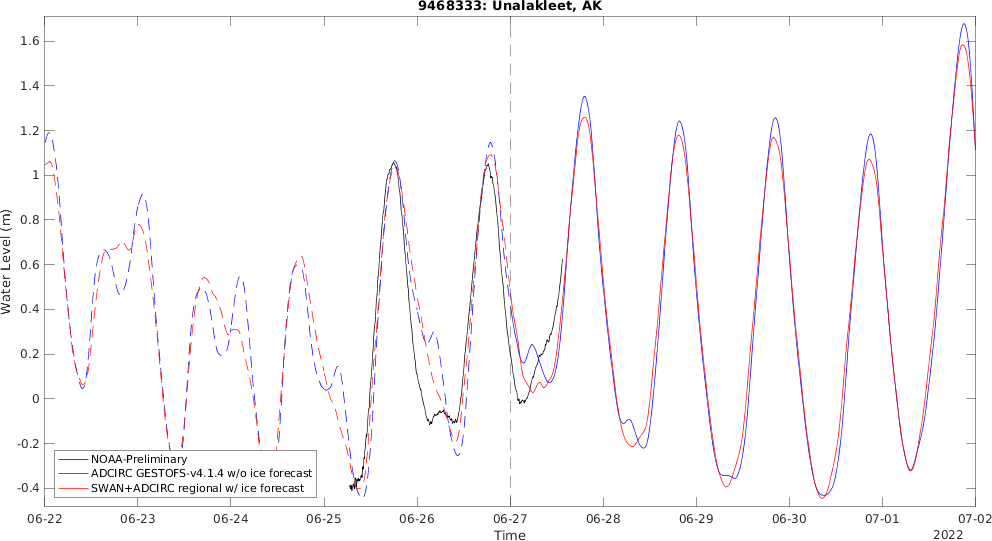 9468333: Unalakleet, AK
1.6
1.4
1.2
1
0.8
0.6
0.4
0.2
0
-0.2
-0.4
Water Level (m)
NOAA-Preliminary
ADCIRC GESTOFS-v4.1.4 w/o ice forecast
SWAN+ADCIRC regional w/ ice forecast
06-22 06-23 06-24 06-25 06-26 06-27 06-28 06-29 06-30 07-01 07-02
Time
2022